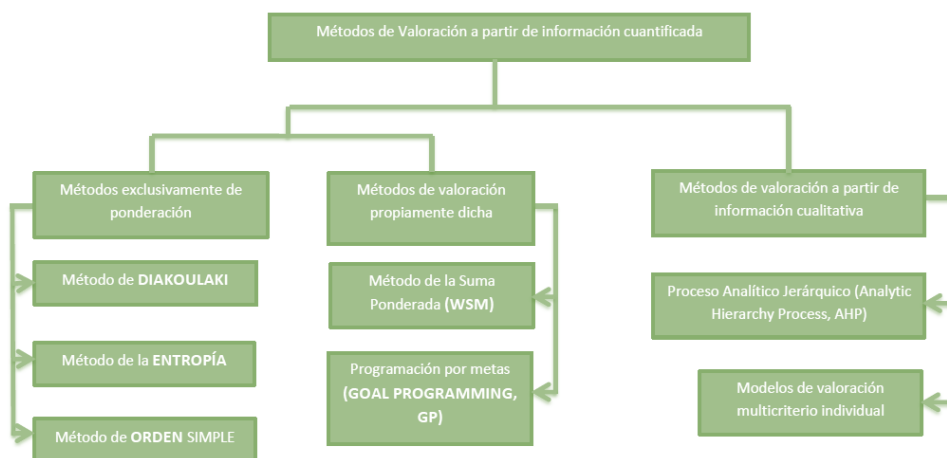 Métodos de Valoración a partir de información cuantificada
Métodos exclusivamente de
ponderación
Método de DIAKOULAKI
Método de la ENTROPÍA
Método de ORDEN SIMPLE
Métodos de valoración
propiamente dicha
Método de la Suma
Ponderada (WSM)
Programación por metas
(GOAL PROGRAMMING,
GP)
Métodos de valoración a partir de
información cualitativa
Proceso Analítico Jerárquico (Analytic
Hierarchy Process, AHP)
Modelos de valoración
multicriterio individual